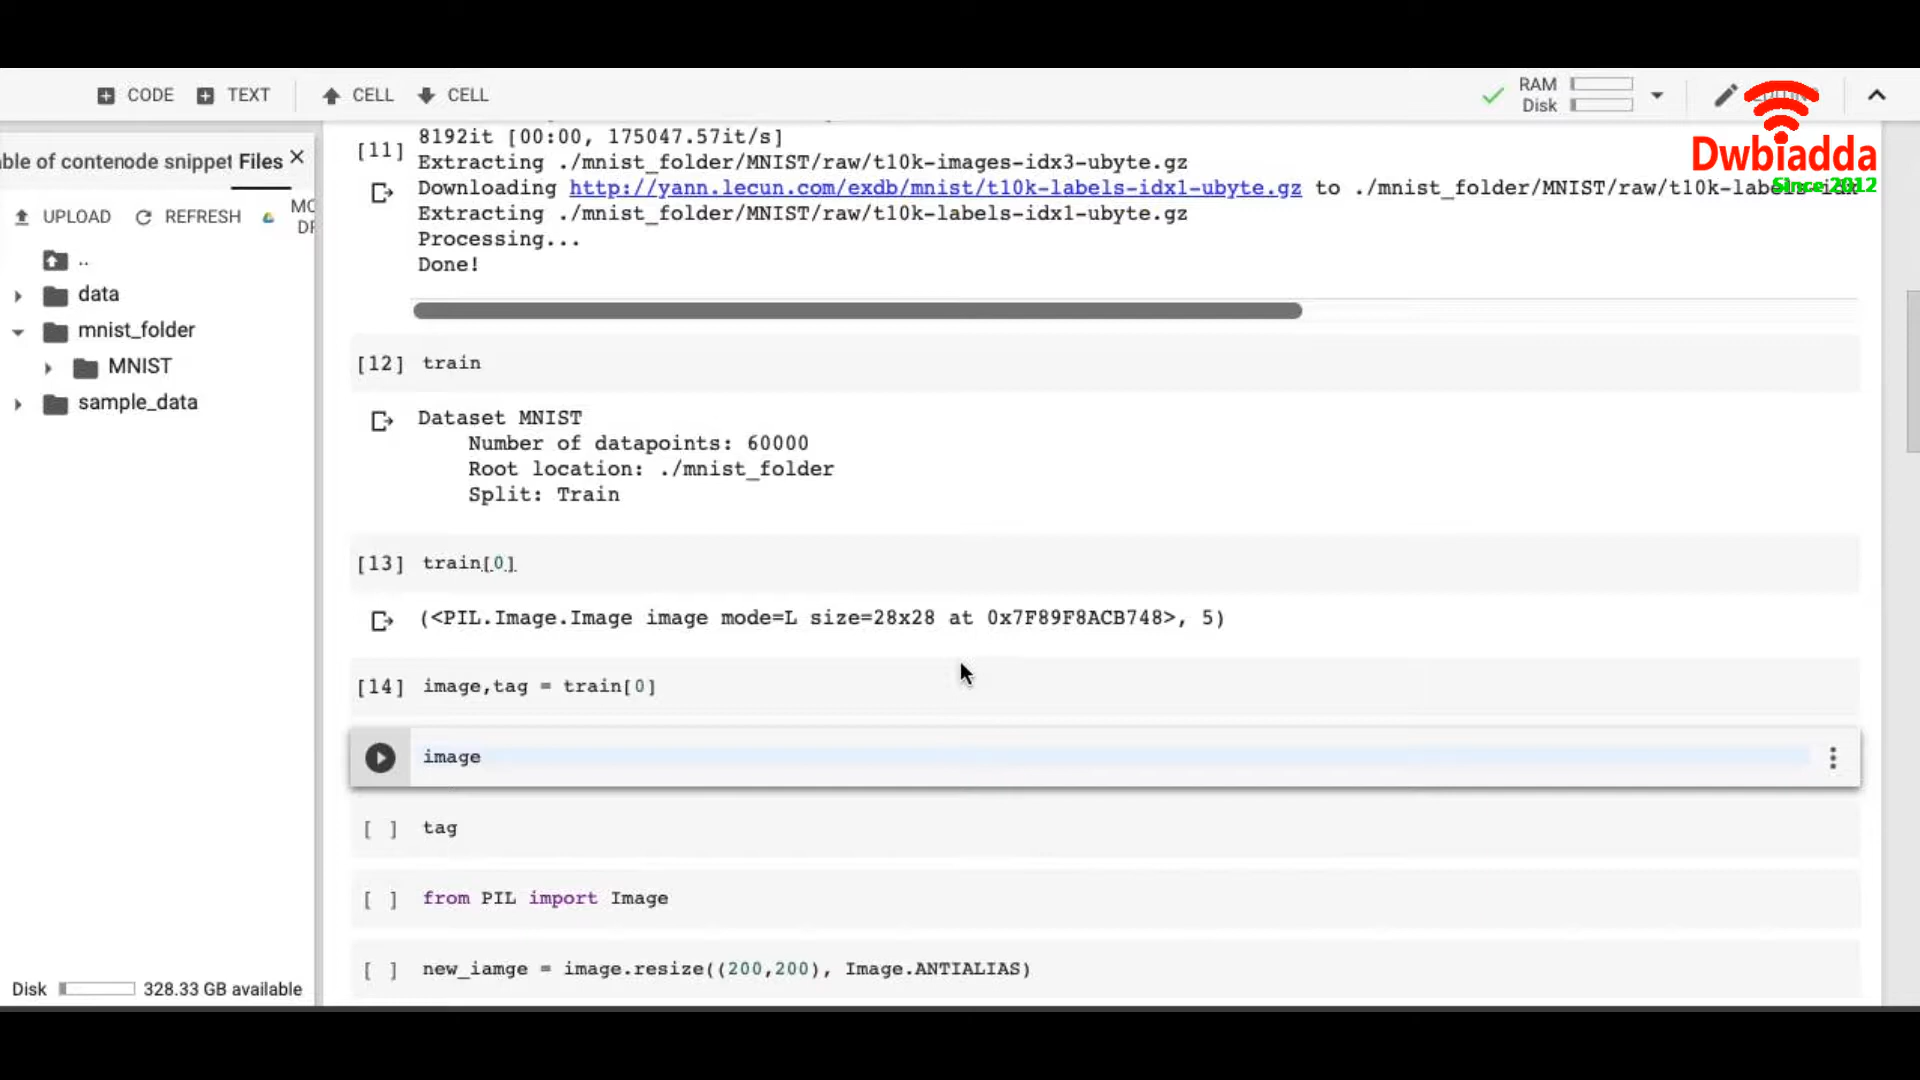 CODE TEXT CELL CELL
RAM
Disk
Dwbiadda
Since 2012
ble of conten ode snippet Files
UPLOAD REFRESH
..
data
mnist_folder
MNIST
sample_data
Disk 328.33 GB available
8192it [00:00, 175047.57it/s]
[11]
Extracting ./mnist_folder/MNIST/raw/t10k-images-idx3-ubyte.gz
Downloading http://yann.lecun.com/exdb/mnist/t10k-labels-idx1-ubyte.gz to ./mnist_folder/MNIST/raw/t10k-labels-idx
Extracting ./mnist_folder/MNIST/raw/t10k-labels-idx1-ubyte.gz
Processing...
Done!
[12] train
Dataset MNIST
Number of datapoints: 60000
Root location: ./mnist_folder
Split: Train
[13] train[0]
(<PIL.Image.Image image mode=L size=28x28 at 0x7F89F8ACB748>, 5)
[14] image,tag = train[0]
image
[ ] tag
[ ] from PIL import Image
[ ] new_iamge = image.resize((200,200), Image.ANTIALIAS)